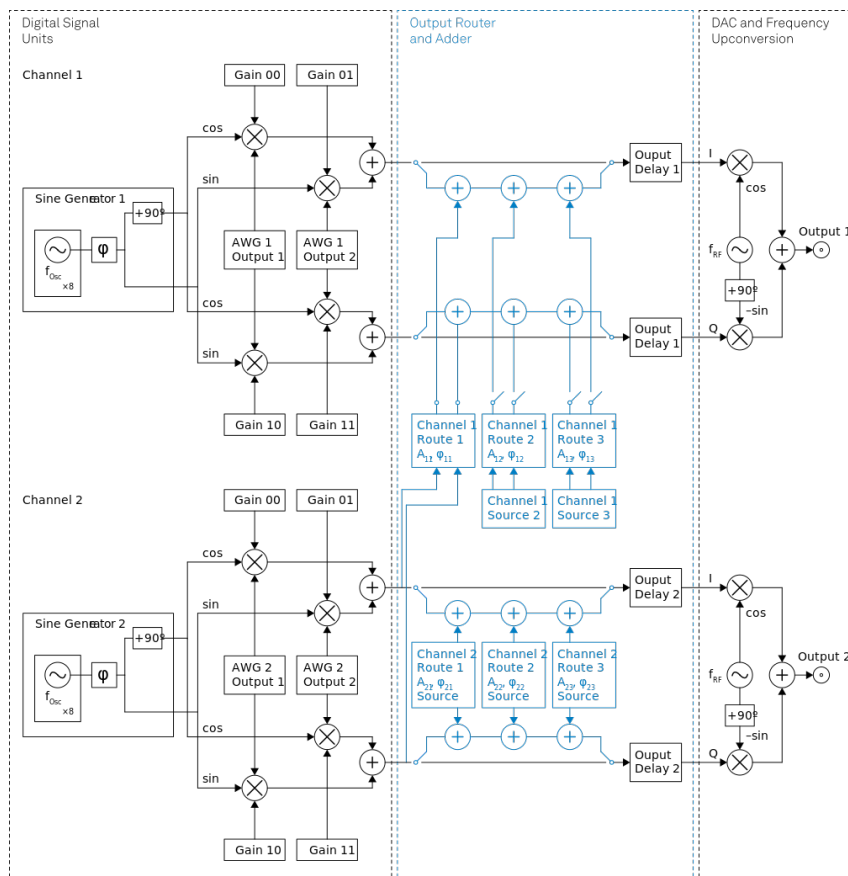 Digital Signal
Units
Output Router
and Adder
DAC and Frequency
Upconversion
Channel 1
Gain 00
Gain 01
cos
sin
Sine Generator 1
+90º
φ
f Osc
×8
AWG 1
Output 1
AWG 1
Output 2
cos
sin
Gain 10
Gain 11
Ouput
Delay 1
I
cos
f RF
+90º
–sin
Output 1
Ouput
Delay 1
Q
Channel 1
Route 1
A11, φ11
Channel 1
Route 2
A12, φ12
Channel 1
Route 3
A13, φ13
Channel 1
Source 2
Channel 1
Source 3
Channel 2
Gain 00
Gain 01
cos
sin
Sine Generator 2
+90º
φ
f Osc
×8
AWG 2
Output 1
AWG 2
Output 2
cos
sin
Gain 10
Gain 11
Ouput
Delay 2
I
cos
f RF
+90º
–sin
Output 2
Channel 2
Route 1
A21, φ21
Source
Channel 2
Route 2
A22, φ22
Source
Channel 2
Route 3
A23, φ23
Source
Ouput
Delay 2
Q